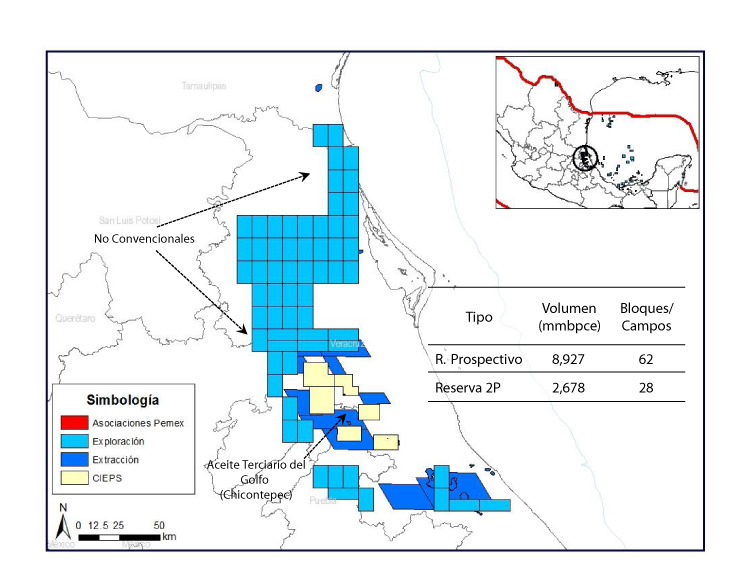 Tamaulipas
San Luis Potosí
No Convencionales
Querétaro
Veracruz
Tipo
Volumen
(mmbpce)
Bloques/
Campos
R. Prospectivo 8,927 62
Reserva 2P 2,678 28
Simbología
Asociaciones Pemex
Exploración
Extracción
CIEPS
Aceite Terciario del
Golfo
(Chicontepec)
Puebla
N
0 12.5 25 50
km
México